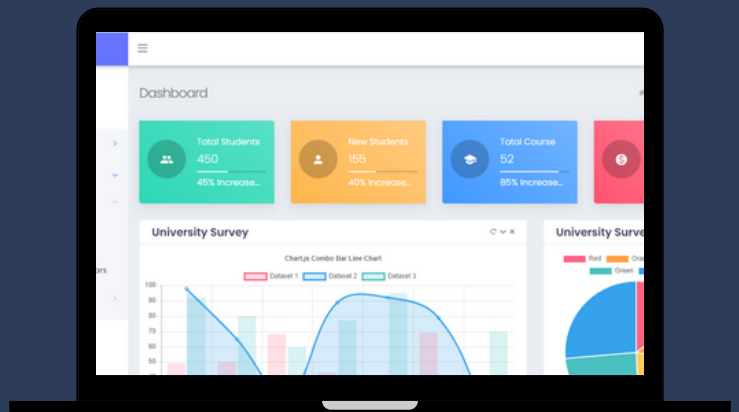 Dashboard
Total Students
450
45% Increase...
New Students
155
40% Increase...
Total Course
52
85% Increase...
University Survey
Chart.js Combo Bar Line Chart
Dataset 1
Dataset 2
Dataset 3
100
90
80
70
60
50
University Surve
Red
Ora
Green
ors